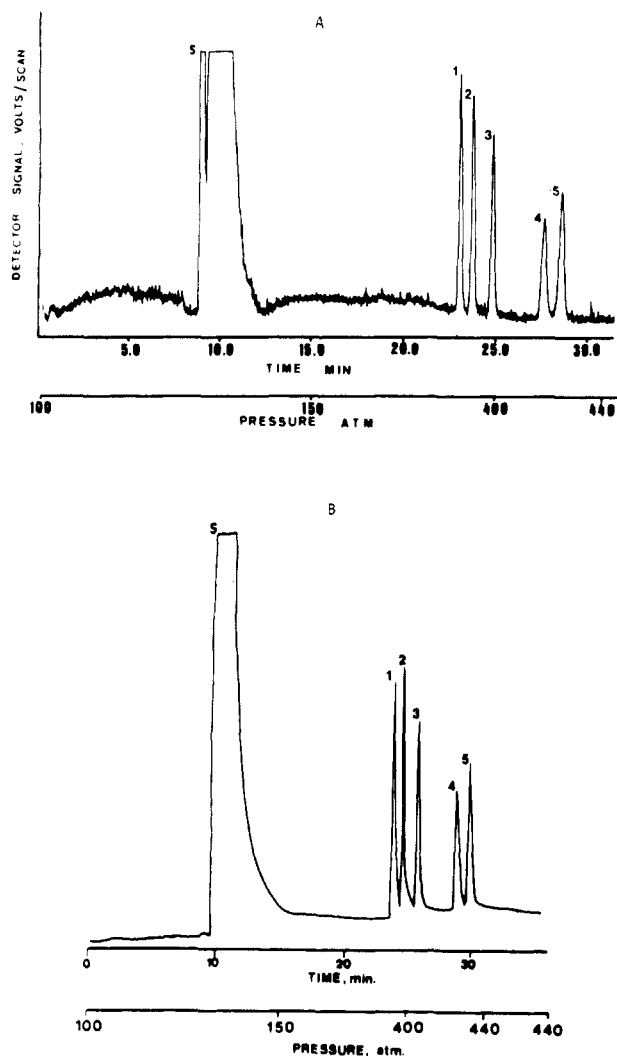 A
DETECTOR SIGNAL, VOLTS/SCAN
S
1
2
3
4
5
5.0 10.0 15.0 20.0 25.0 30.0
TIME MIN
100 150 400 440
PRESSURE ATM
B
S
1
2
3
4
5
0 10 20 30
TIME, min.
100 150 400 440 440
PRESSURE, atm.